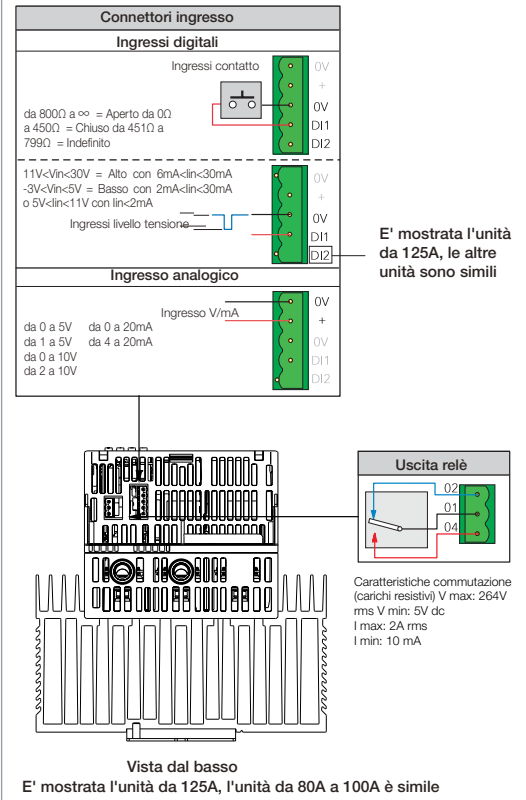 Connettori ingresso
Ingressi digitali
Ingressi contatto
0V
+
0V
DI1
DI2
da 800Ω a ∞ = Aperto da 0Ω
a 450Ω = Chiuso da 451Ω a
799Ω = Indefinito
11V<Vin<30V = Alto con 6mA<Iin<30mA
-3V<Vin<5V = Basso con 2mA<Iin<30mA
o 5V<Iin<11V con Iin<2mA
Ingressi livello tensione
0V
+
0V
DI1
DI2
E' mostrata l'unità
da 125A, le altre
unità sono simili
Ingresso analogico
Ingresso V/mA
0V
+
0V
DI1
DI2
da 0 a 5V da 0 a 20mA
da 1 a 5V da 4 a 20mA
da 0 a 10V
da 2 a 10V
Uscita relè
02
01
04
Caratteristiche commutazione
(carichi resistivi) V max: 264V
rms V min: 5V dc
I max: 2A rms
I min: 10 mA
Vista dal basso
E' mostrata l'unità da 125A, l'unità da 80A a 100A è simile